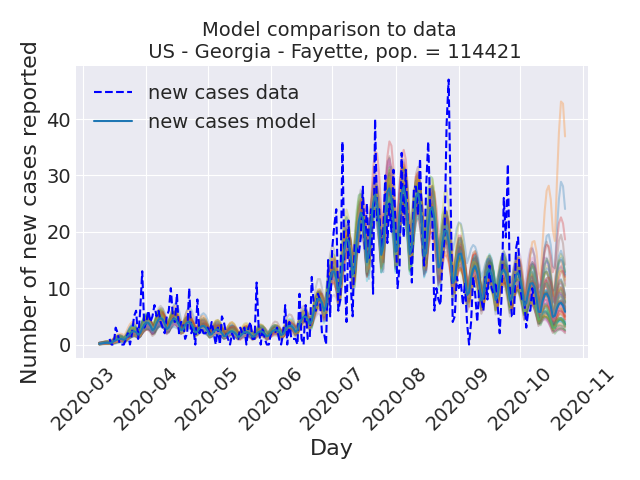 Model comparison to data
US - Georgia - Fayette, pop. = 114421
Number of new cases reported
new cases data
new cases model
40
30
20
10
0
2020-03
2020-04
2020-05
2020-06
2020-07
2020-08
2020-09
2020-10
2020-11
Day